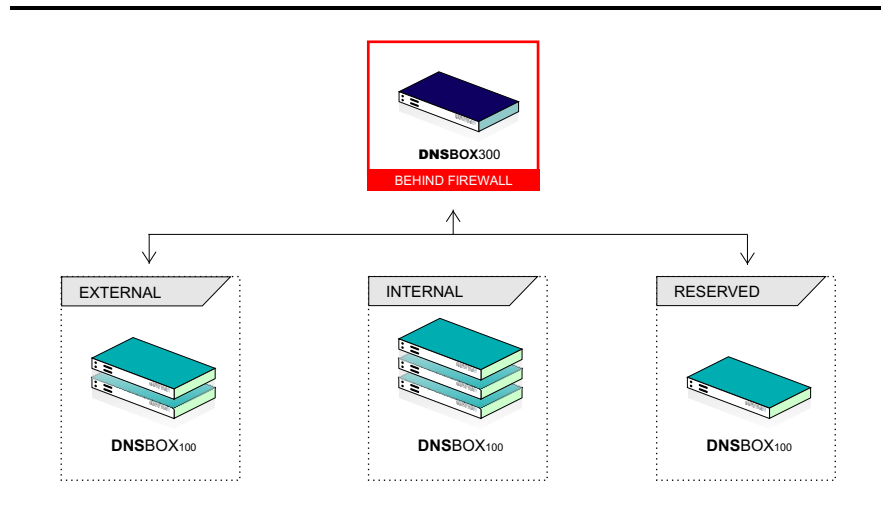 DNSBOX300
BEHIND FIREWALL
EXTERNAL
INTERNAL
RESERVED
DNSBOX100
DNSBOX100
DNSBOX100